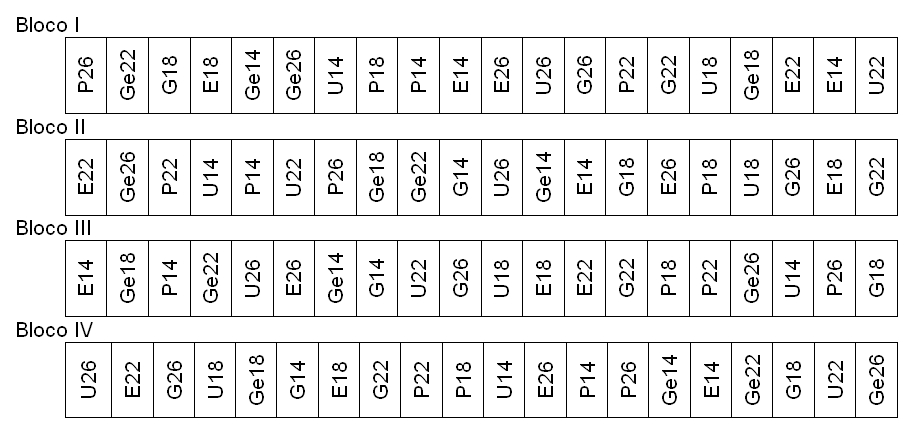 Bloco I
P26 Ge22 G18 E18 Ge14 Ge26 U14 P18 P14 E14 E26 U26 G26 P22 G22 U18 Ge18 E22 E14 U22
Bloco II
E22 Ge26 P22 U14 P14 U22 P26 Ge18 Ge22 G14 U26 Ge14 E14 G18 E26 P18 U18 G26 E18 G22
Bloco III
E14 Ge18 P14 Ge22 U26 E26 Ge14 G14 U22 G26 U18 E18 E22 G22 P18 P22 Ge26 U14 P26 G18
Bloco IV
U26 E22 G26 U18 Ge18 G14 E18 G22 P22 P18 U14 E26 P14 P26 Ge14 E14 Ge22 G18 U22 Ge26